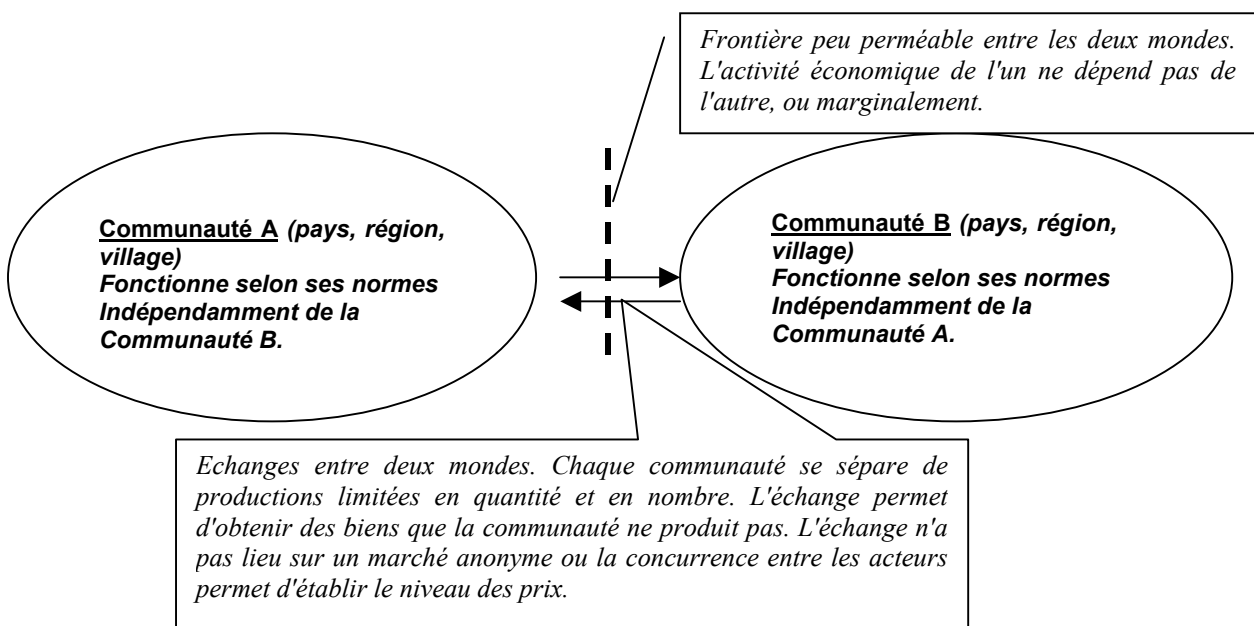 Frontière peu perméable entre les deux mondes.
L'activité économique de l'un ne dépend pas de
l'autre, ou marginalement.
Communauté A (pays, région,
village)
Fonctionne selon ses normes
Indépendamment de la
Communauté B.
Communauté B (pays, région,
village)
Fonctionne selon ses normes
Indépendamment de la
Communauté A.
Echanges entre deux mondes. Chaque communauté se sépare de
productions limitées en quantité et en nombre. L'échange permet
d'obtenir des biens que la communauté ne produit pas. L'échange n'a
pas lieu sur un marché anonyme ou la concurrence entre les acteurs
permet d'établir le niveau des prix.